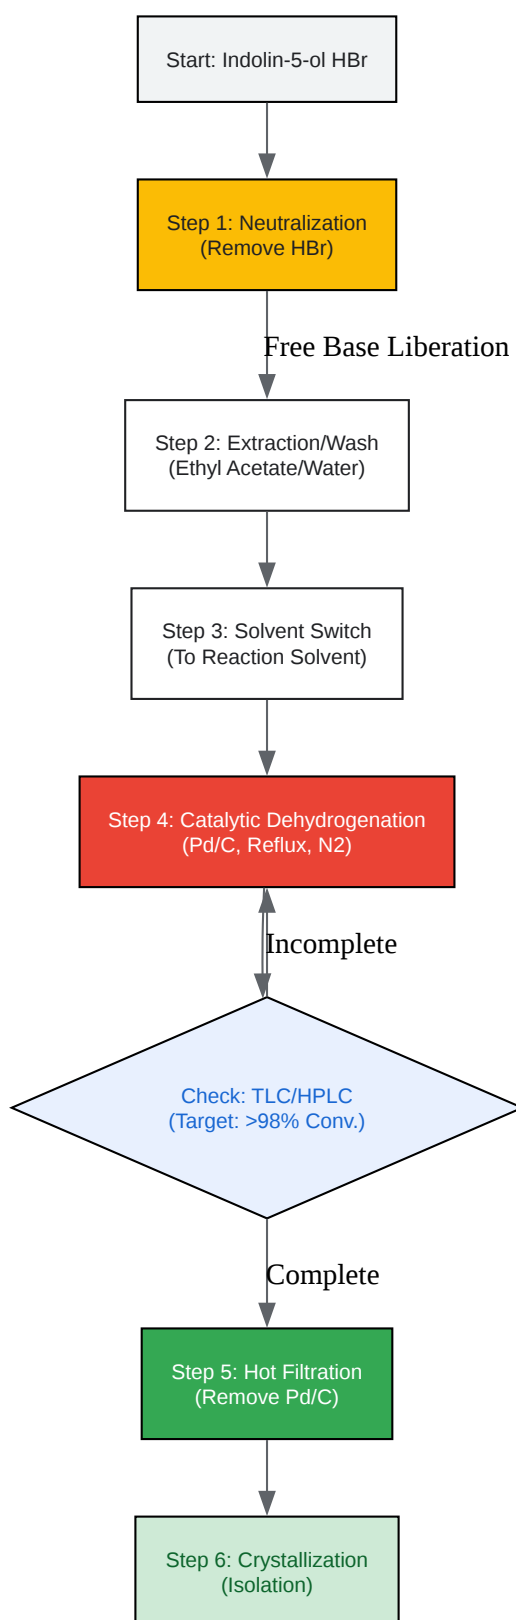 Start: Indolin-5-ol HBr
Step 1: Neutralization
(Remove HBr)
Free Base Liberation
Step 2: Extraction/Wash
(Ethyl Acetate/Water)
Step 3: Solvent Switch
(To Reaction Solvent)
Step 4: Catalytic Dehydrogenation
(Pd/C, Reflux, N2)
Incomplete
Check: TLC/HPLC
(Target: >98% Conv.)
Complete
Step 5: Hot Filtration
(Remove Pd/C)
Step 6: Crystallization
(Isolation)